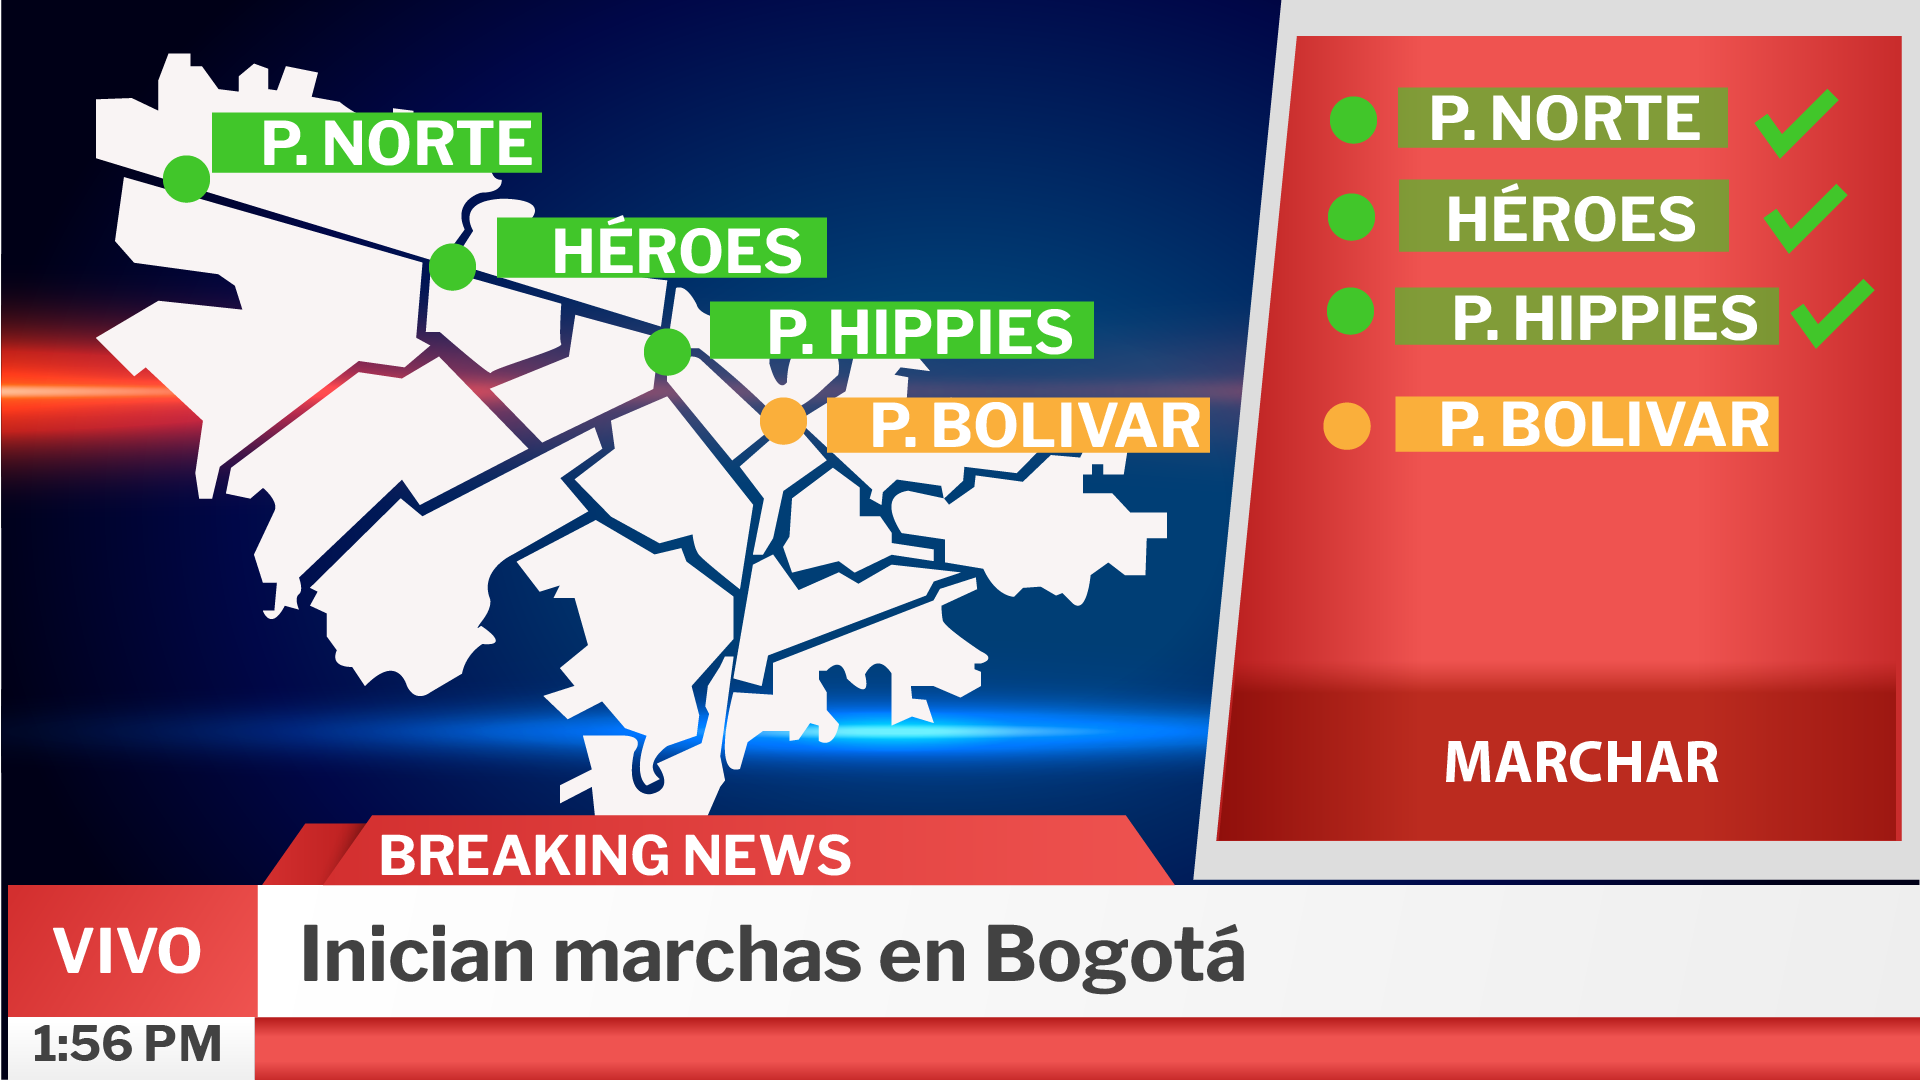 P. NORTE
HÉROES
P. HIPPIES
P. BOLIVAR
P. NORTE
HÉROES
P. HIPPIES
P. BOLIVAR
MARCHAR
BREAKING NEWS
VIVO
Inician marchas en Bogotá
1:56 PM